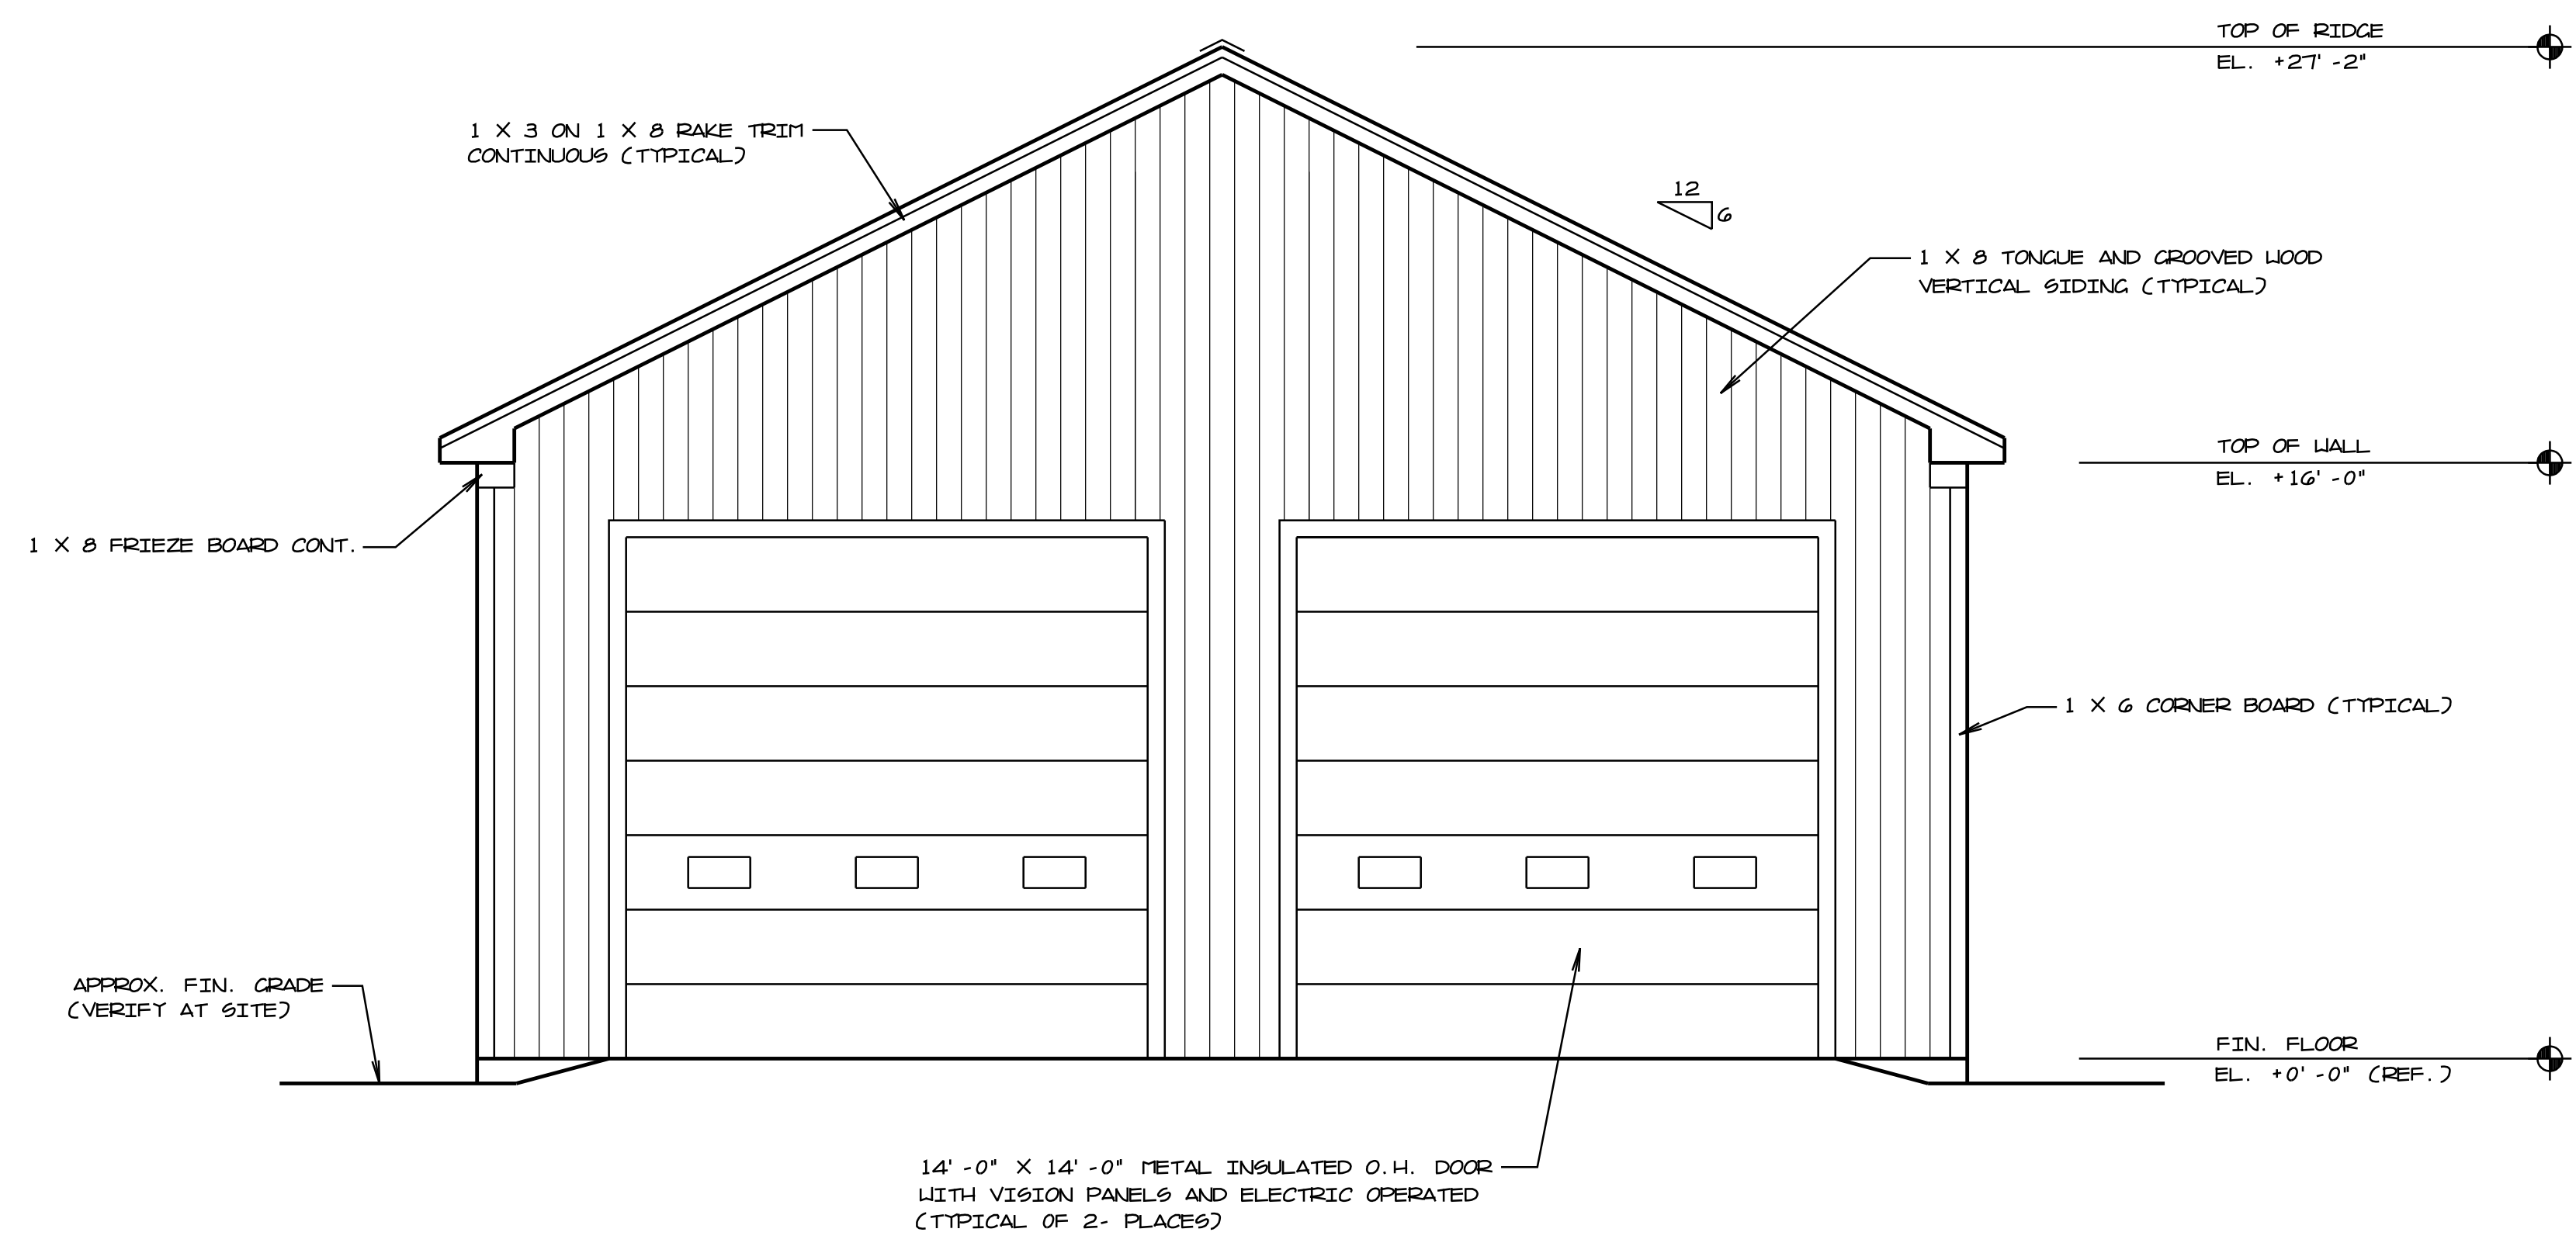 TOP OF RIDGE
EL. +27'-2"
1 X 3 ON 1 X 8 RAKE TRIM
CONTINUOUS (TYPICAL)
12
6
1 X 8 TONGUE AND GROOVED WOOD
VERTICAL SIDING (TYPICAL)
TOP OF WALL
EL. +16'-0"
1 X 8 FRIEZE BOARD CONT.
1 X 6 CORNER BOARD (TYPICAL)
APPROX. FIN. GRADE
(VERIFY AT SITE)
FIN. FLOOR
EL. +0'-0" (REF.)
14'-0" X 14'-0" METAL INSULATED O.H. DOOR
WITH VISION PANELS AND ELECTRIC OPERATED
(TYPICAL OF 2- PLACES)